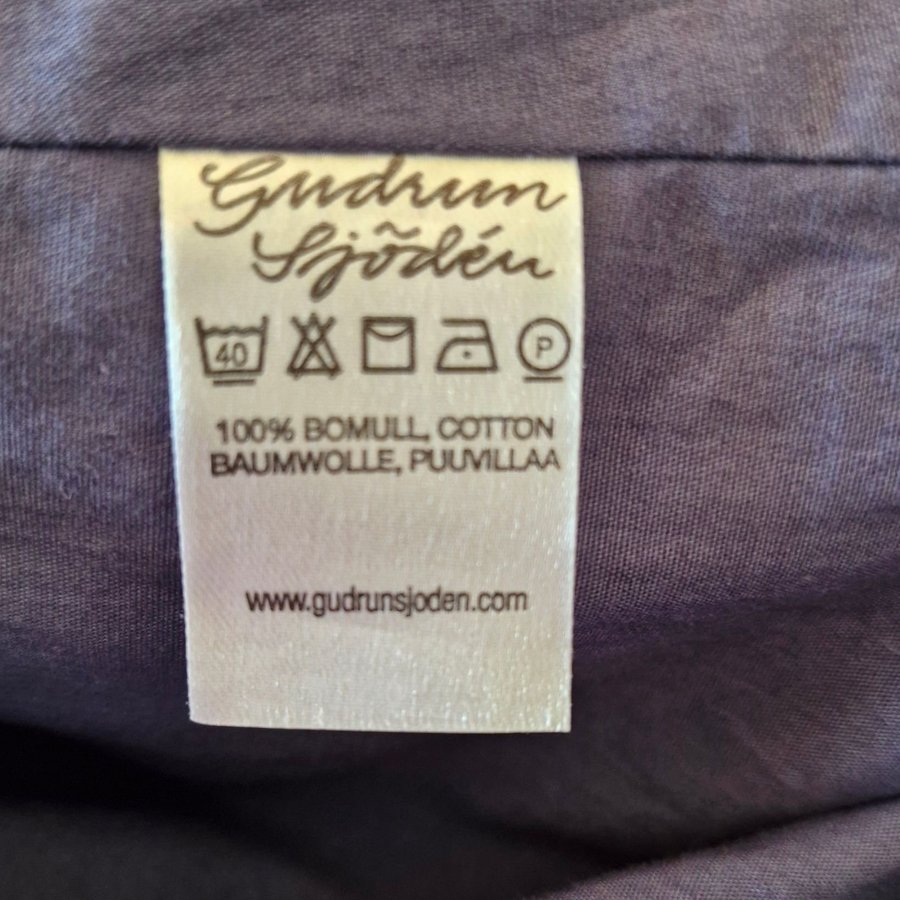 Gudrun
Sjödén
40
P
100% BOMULL, COTTON
BAUMWOLLE, PUUVILLAA
www.gudrunsjoden.com